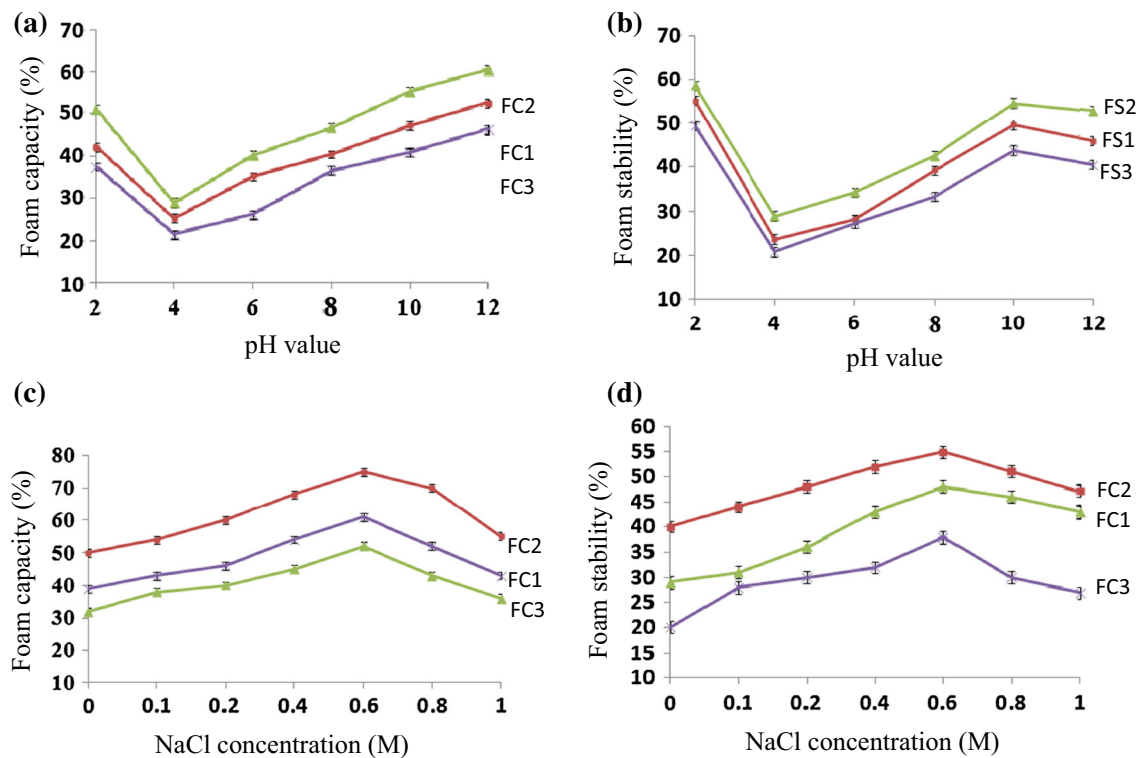 (a)
Foam capacity (%)
70
60
50
40
30
20
10
2 4 6 8 10 12
pH value
FC2
FC1
FC3
(b)
Foam stability (%)
70
60
50
40
30
20
10
2 4 6 8 10 12
pH value
FS2
FS1
FS3
(c)
Foam capacity (%)
80
70
60
50
40
30
20
10
0 0.1 0.2 0.4 0.6 0.8 1
NaCl concentration (M)
FC2
FC1
FC3
(d)
Foam stability (%)
60
55
50
45
40
35
30
25
20
15
10
0 0.1 0.2 0.4 0.6 0.8 1
NaCl concentration (M)
FC2
FC1
FC3